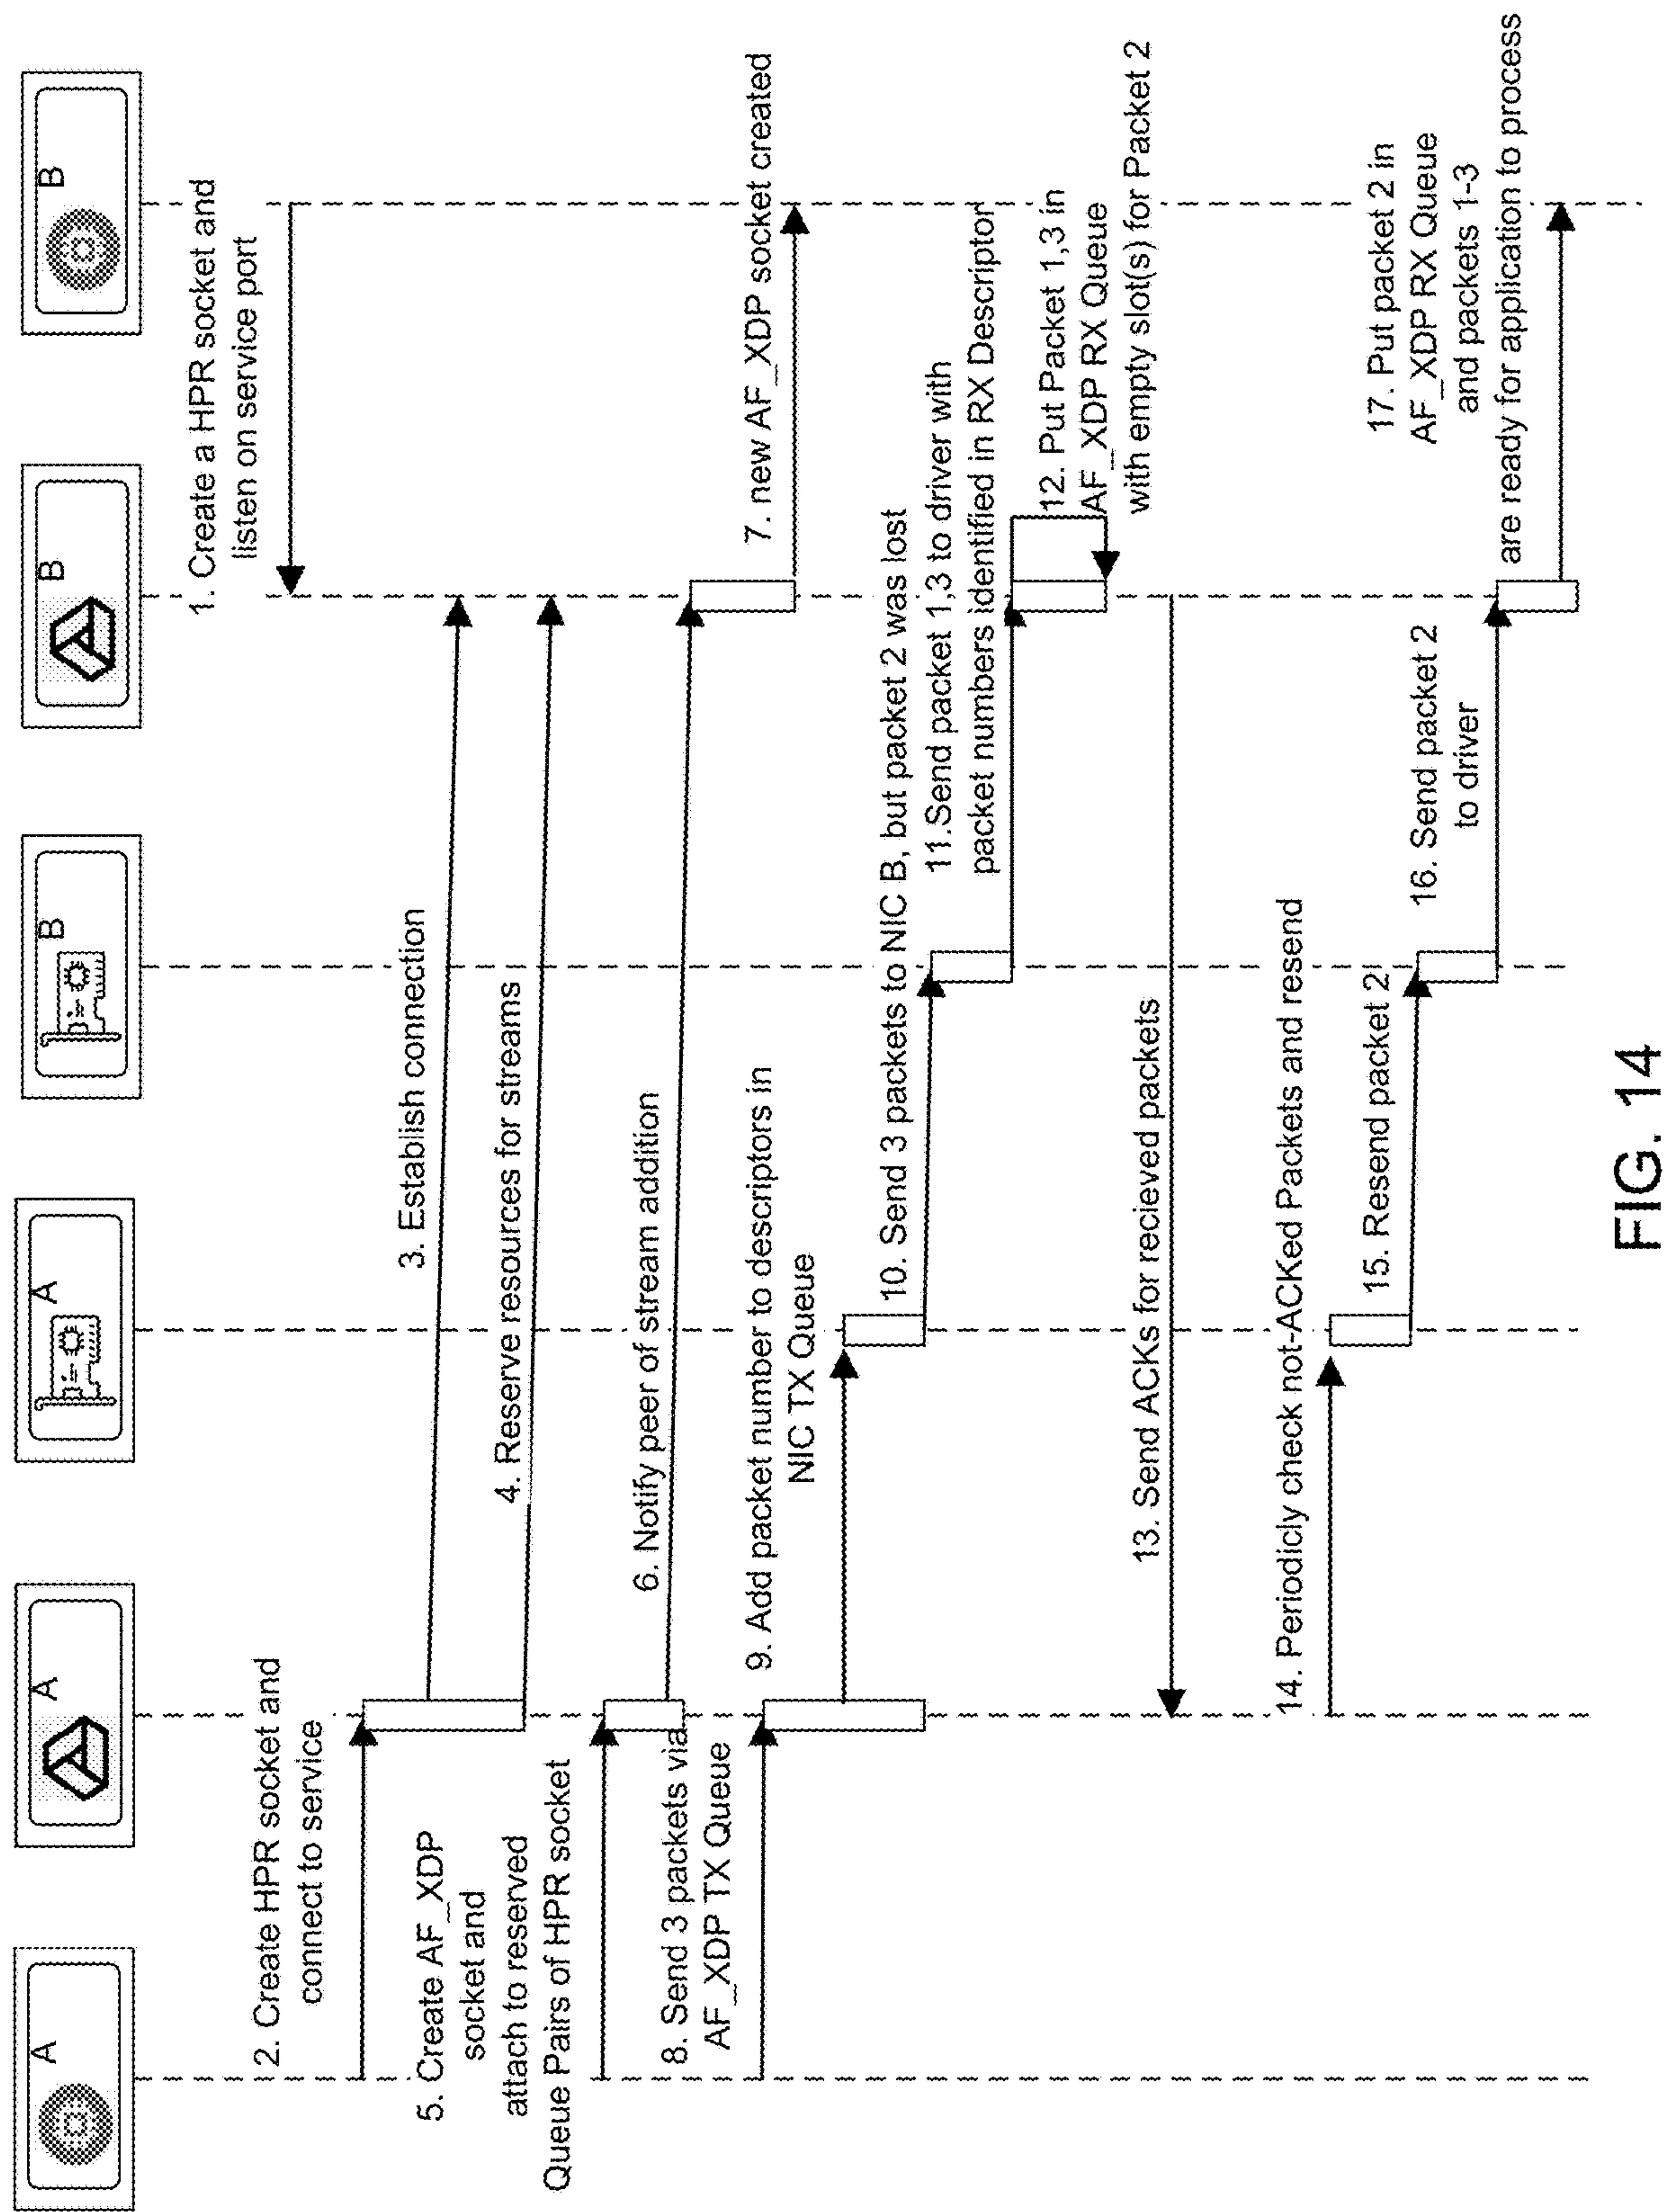 A
A
A
B
B
B
1. Create a HPR socket and
listen on service port
2. Create HPR socket and
connect to service
3. Establish connection
4. Reserve resources for streams
5. Create AF_XDP
socket and
attach to reserved
Queue Pairs of HPR socket
6. Notify peer of stream addition
7. new AF_XDP socket created
8. Send 3 packets via
AF_XDP TX Queue
9. Add packet number to descriptors in
NIC TX Queue
10. Send 3 packets to NIC B, but packet 2 was lost
11.Send packet 1,3 to driver with
packet numbers identified in RX Descriptor
12. Put Packet 1,3 in
AF_XDP RX Queue
with empty slot(s) for Packet 2
13. Send ACKs for recieved packets
14. Periodicly check not-ACKed Packets and resend
15. Resend packet 2
16. Send packet 2
to driver
17. Put packet 2 in
AF_XDP RX Queue
and packets 1-3
are ready for application to process
FIG. 14